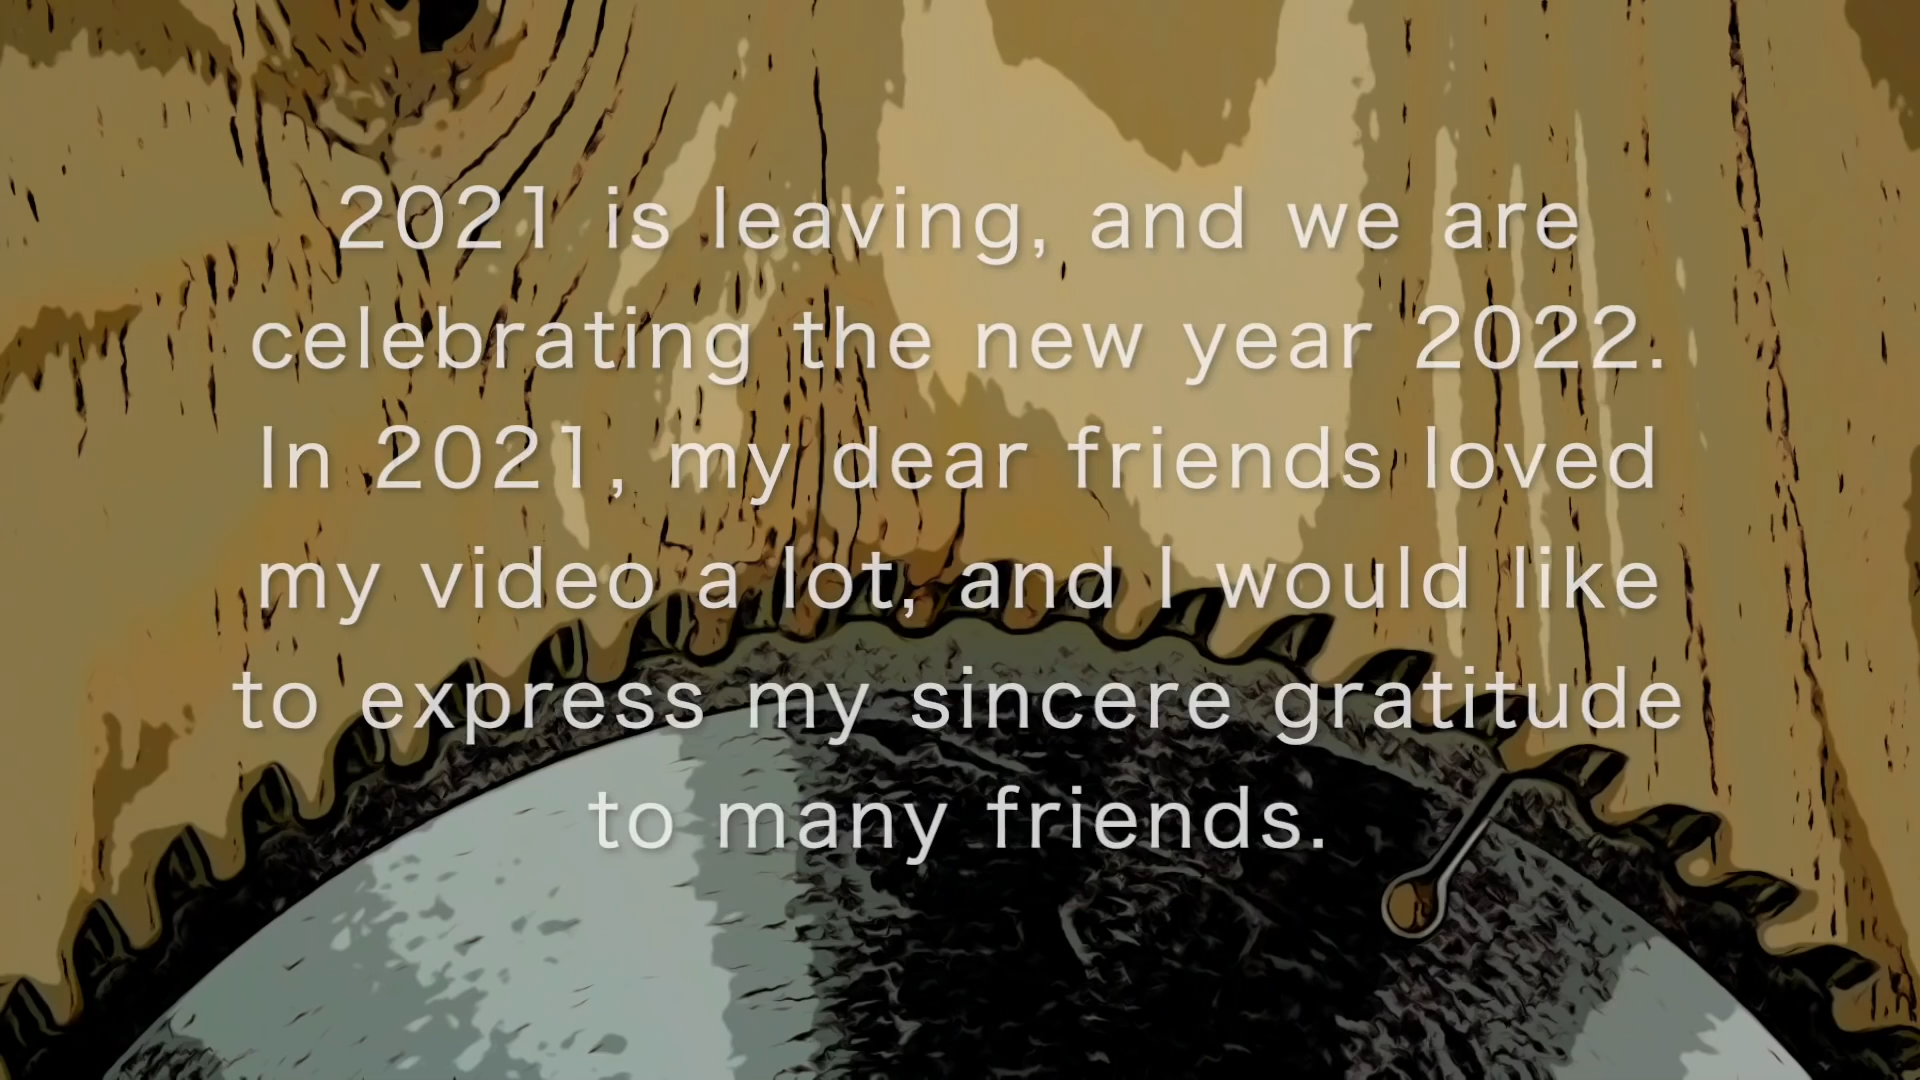 2021 is leaving, and we are
celebrating the new year 2022.
In 2021, my dear friends loved
my video a lot, and I would like
to express my sincere gratitude
to many friends.